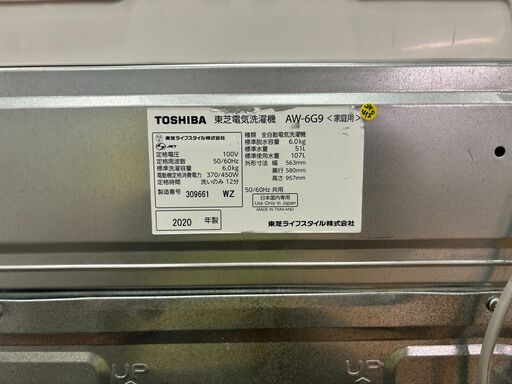 TOSHIBA 東芝電気洗濯機 AW-6G9 <家庭用>
東芝ライフスタイル株式会社
JET
定格電圧 100V
定格周波数 50/60Hz
標準洗濯容量 6.0kg
電動機定格消費電力 370/450W
定格時間 洗いのみ 12分
製造番号 309661 WZ
2020 年製
種類 全自動電気洗濯機
標準脱水容量 6.0kg
標準水量 51L
標準使用水量 107L
外形寸法 幅 563mm
奥行 580mm
高さ 957mm
50/60Hz 共用
日本国内専用
Use Only in Japan
MADE IN THAILAND
東芝ライフスタイル株式会社
UP
UP